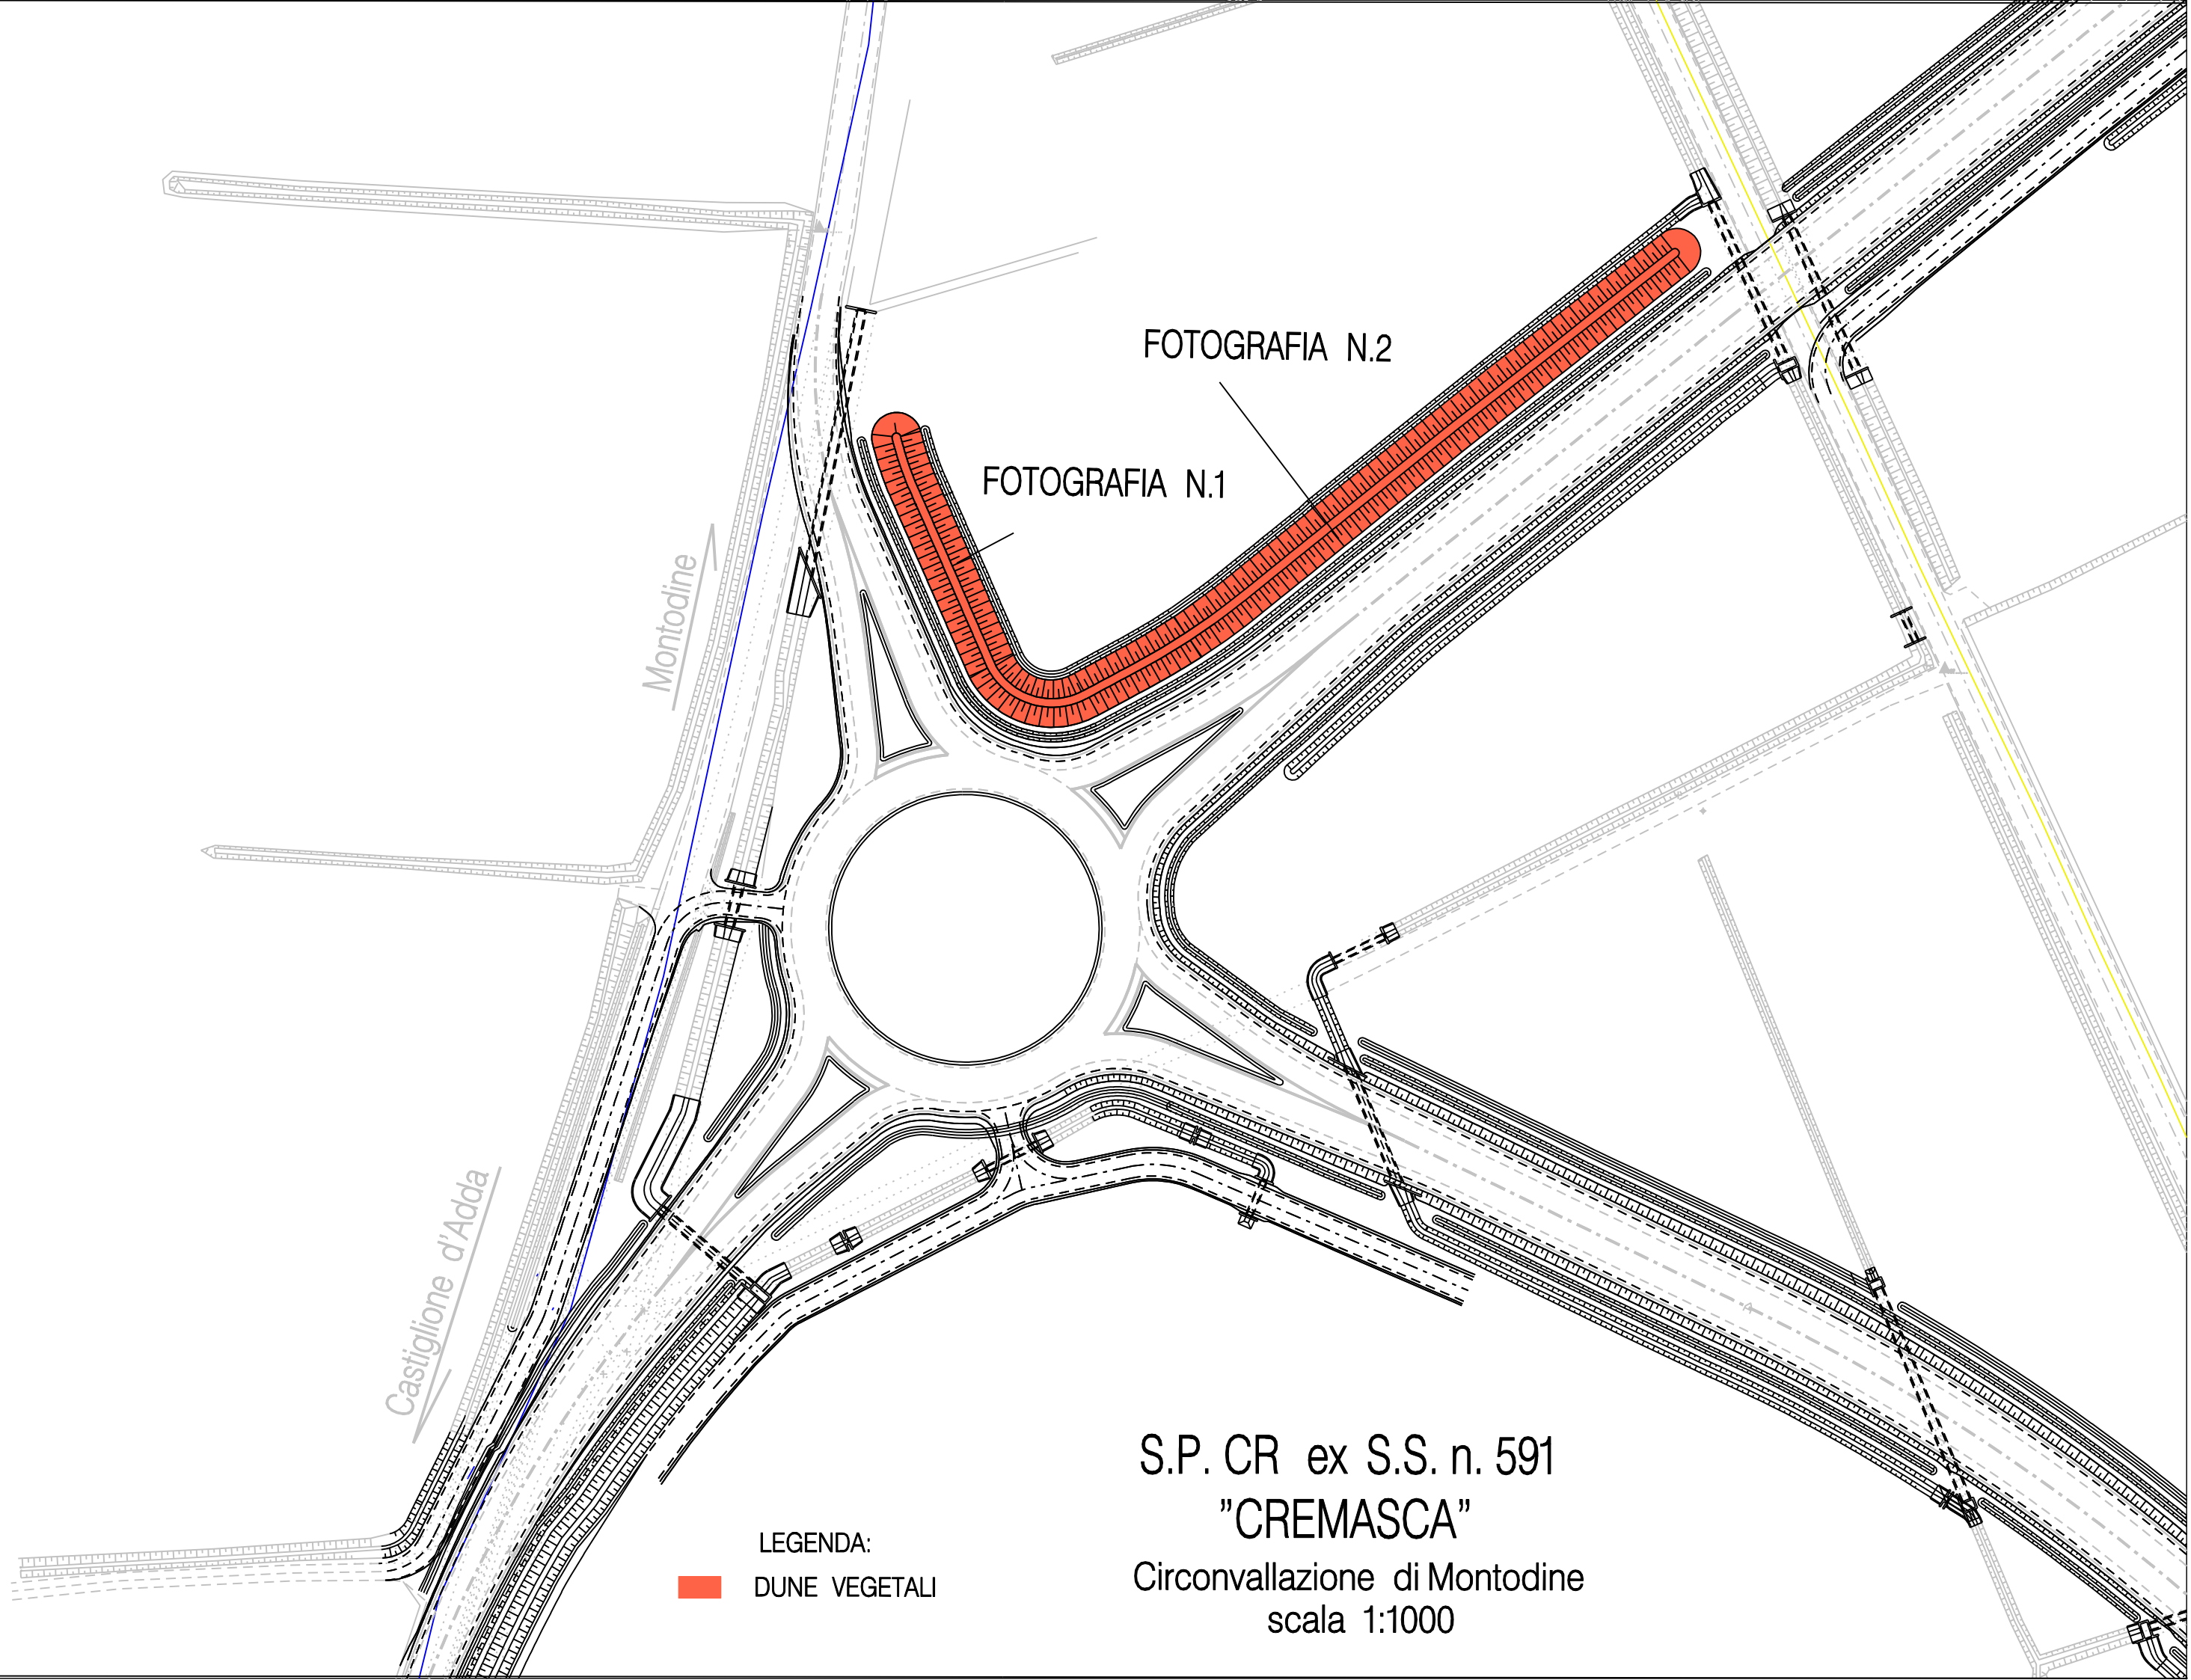 FOTOGRAFIA N.2
FOTOGRAFIA N.1
Montodine
Castiglione d'Adda
S.P. CR ex S.S. n. 591
"CREMASCA"
Circonvallazione di Montodine
scala 1:1000
LEGENDA:
DUNE VEGETALI